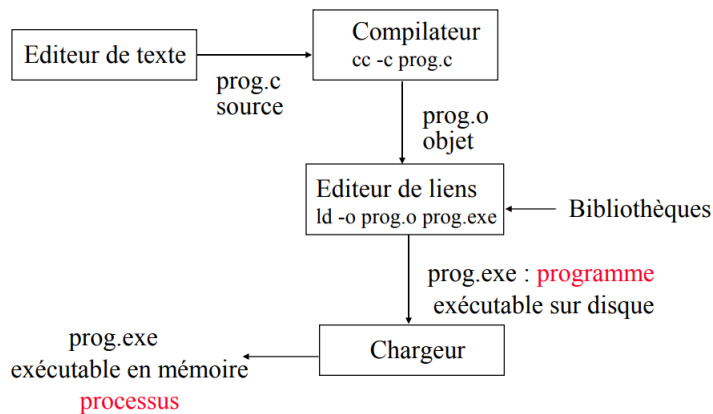 Editeur de texte
prog.c
source
Compilateur
cc -c prog.c
prog.o
objet
Editeur de liens
ld -o prog.o prog.exe
Bibliothèques
prog.exe : programme
exécutable sur disque
Chargeur
prog.exe
exécutable en mémoire
processus